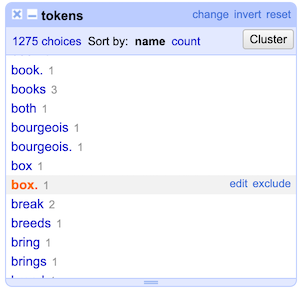 tokens change invert reset
1275 choices Sort by: name count Cluster
book. 1
books 3
both 1
bourgeois 1
bourgeois. 1
box 1
box. 1 edit exclude
break 2
breeds 1
bring 1
brings 1